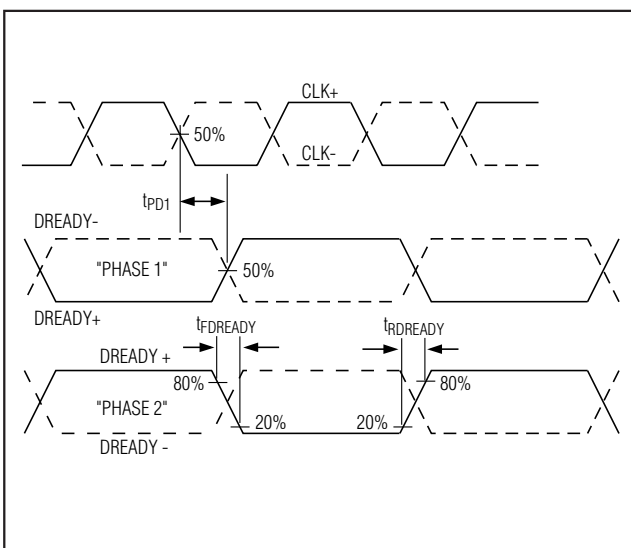 CLK+
50%
CLK-
tPD1
DREADY-
"PHASE 1"
50%
DREADY+
tFDREADY
tRDREADY
DREADY +
80%
80%
"PHASE 2"
20%
20%
DREADY -